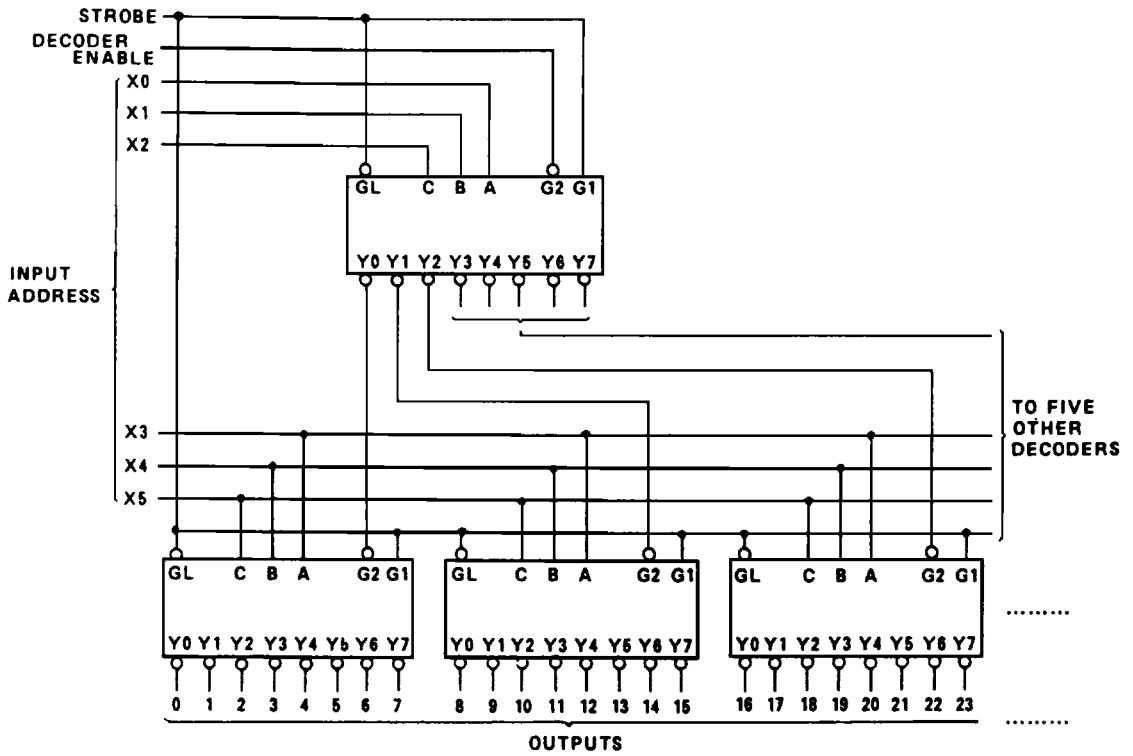 STROBE
DECODER
ENABLE
X0
X1
X2
GL C B A G2 G1
Y0 Y1 Y2 Y3 Y4 Y5 Y6 Y7
INPUT
ADDRESS
TO FIVE
OTHER
DECODERS
X3
X4
X5
GL C B A G2 G1 GL C B A G2 G1 GL C B A G2 G1
.........
Y0 Y1 Y2 Y3 Y4 Yb Y6 Y7 Y0 Y1 Y2 Y3 Y4 Y5 Y6 Y7 Y0 Y1 Y2 Y3 Y4 Y5 Y6 Y7
0 1 2 3 4 5 6 7 8 9 10 11 12 13 14 15 16 17 18 19 20 21 22 23 .........
OUTPUTS